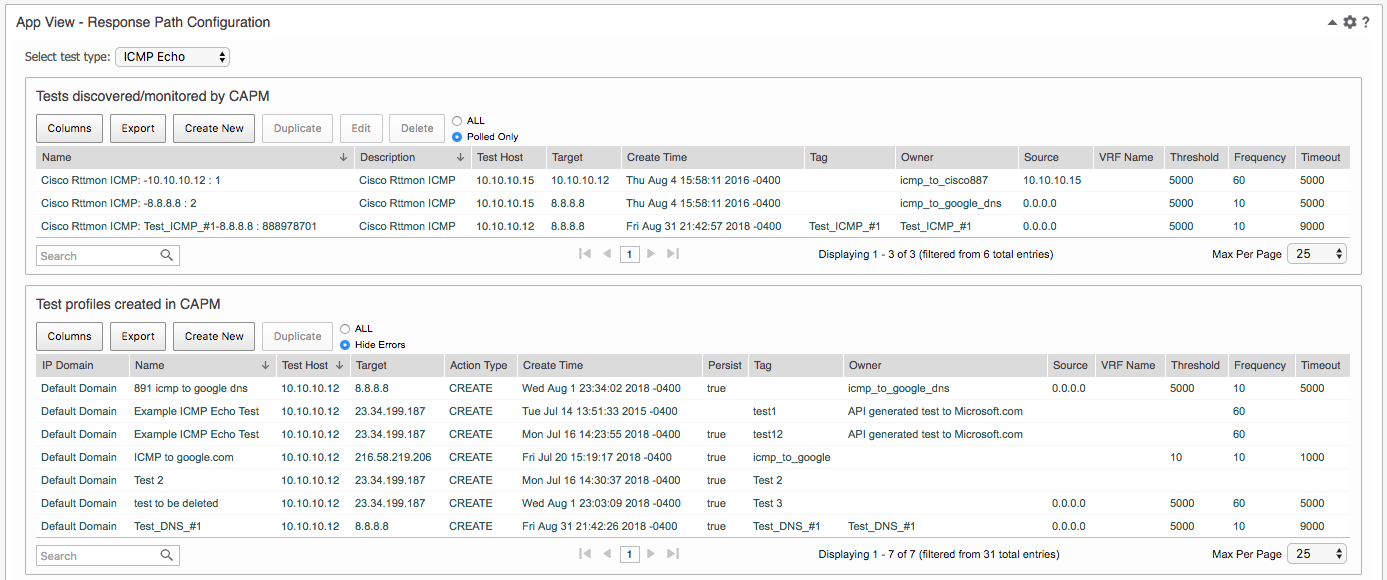 App View - Response Path Configuration ?
Select test type: ICMP Echo
Tests discovered/monitored by CAPM
Columns Export Create New Duplicate Edit Delete ALL
Polled Only
Name Description Test Host Target Create Time Tag Owner Source VRF Name Threshold Frequency Timeout
Cisco Rttmon ICMP: -10.10.10.12 : 1 Cisco Rttmon ICMP 10.10.10.15 10.10.10.12 Thu Aug 4 15:58:11 2016 -0400 icmp_to_cisco887 10.10.10.15 5000 60 5000
Cisco Rttmon ICMP: -8.8.8.8 : 2 Cisco Rttmon ICMP 10.10.10.15 8.8.8.8 Thu Aug 4 15:58:11 2016 -0400 icmp_to_google_dns 0.0.0.0 5000 10 5000
Cisco Rttmon ICMP: Test_ICMP_#1-8.8.8.8 : 888978701 Cisco Rttmon ICMP 10.10.10.12 8.8.8.8 Fri Aug 31 21:42:57 2018 -0400 Test_ICMP_#1 Test_ICMP_#1 0.0.0.0 5000 10 9000
Search 1 Displaying 1 - 3 of 3 (filtered from 6 total entries) Max Per Page 25
Test profiles created in CAPM
Columns Export Create New Duplicate ALL
Hide Errors
IP Domain Name Test Host Target Action Type Create Time Persist Tag Owner Source VRF Name Threshold Frequency Timeout
Default Domain 891 icmp to google dns 10.10.10.12 8.8.8.8 CREATE Wed Aug 1 23:34:02 2018 -0400 true icmp_to_google_dns 0.0.0.0 5000 10 5000
Default Domain Example ICMP Echo Test 10.10.10.12 23.34.199.187 CREATE Tue Jul 14 13:51:33 2015 -0400 test1 API generated test to Microsoft.com 60
Default Domain Example ICMP Echo Test 10.10.10.12 23.34.199.187 CREATE Mon Jul 16 14:23:55 2018 -0400 true test12 API generated test to Microsoft.com 60
Default Domain ICMP to google.com 10.10.10.12 216.58.219.206 CREATE Fri Jul 20 15:19:17 2018 -0400 true icmp_to_google 10 10 1000
Default Domain Test 2 10.10.10.12 23.34.199.187 CREATE Mon Jul 16 14:30:37 2018 -0400 true Test 2
Default Domain test to be deleted 10.10.10.12 23.34.199.187 CREATE Wed Aug 1 23:03:09 2018 -0400 true Test 3 0.0.0.0 5000 60 5000
Default Domain Test_DNS_#1 10.10.10.12 8.8.8.8 CREATE Fri Aug 31 21:42:26 2018 -0400 true Test_DNS_#1 Test_DNS_#1 0.0.0.0 5000 10 9000
Search 1 Displaying 1 - 7 of 7 (filtered from 31 total entries) Max Per Page 25